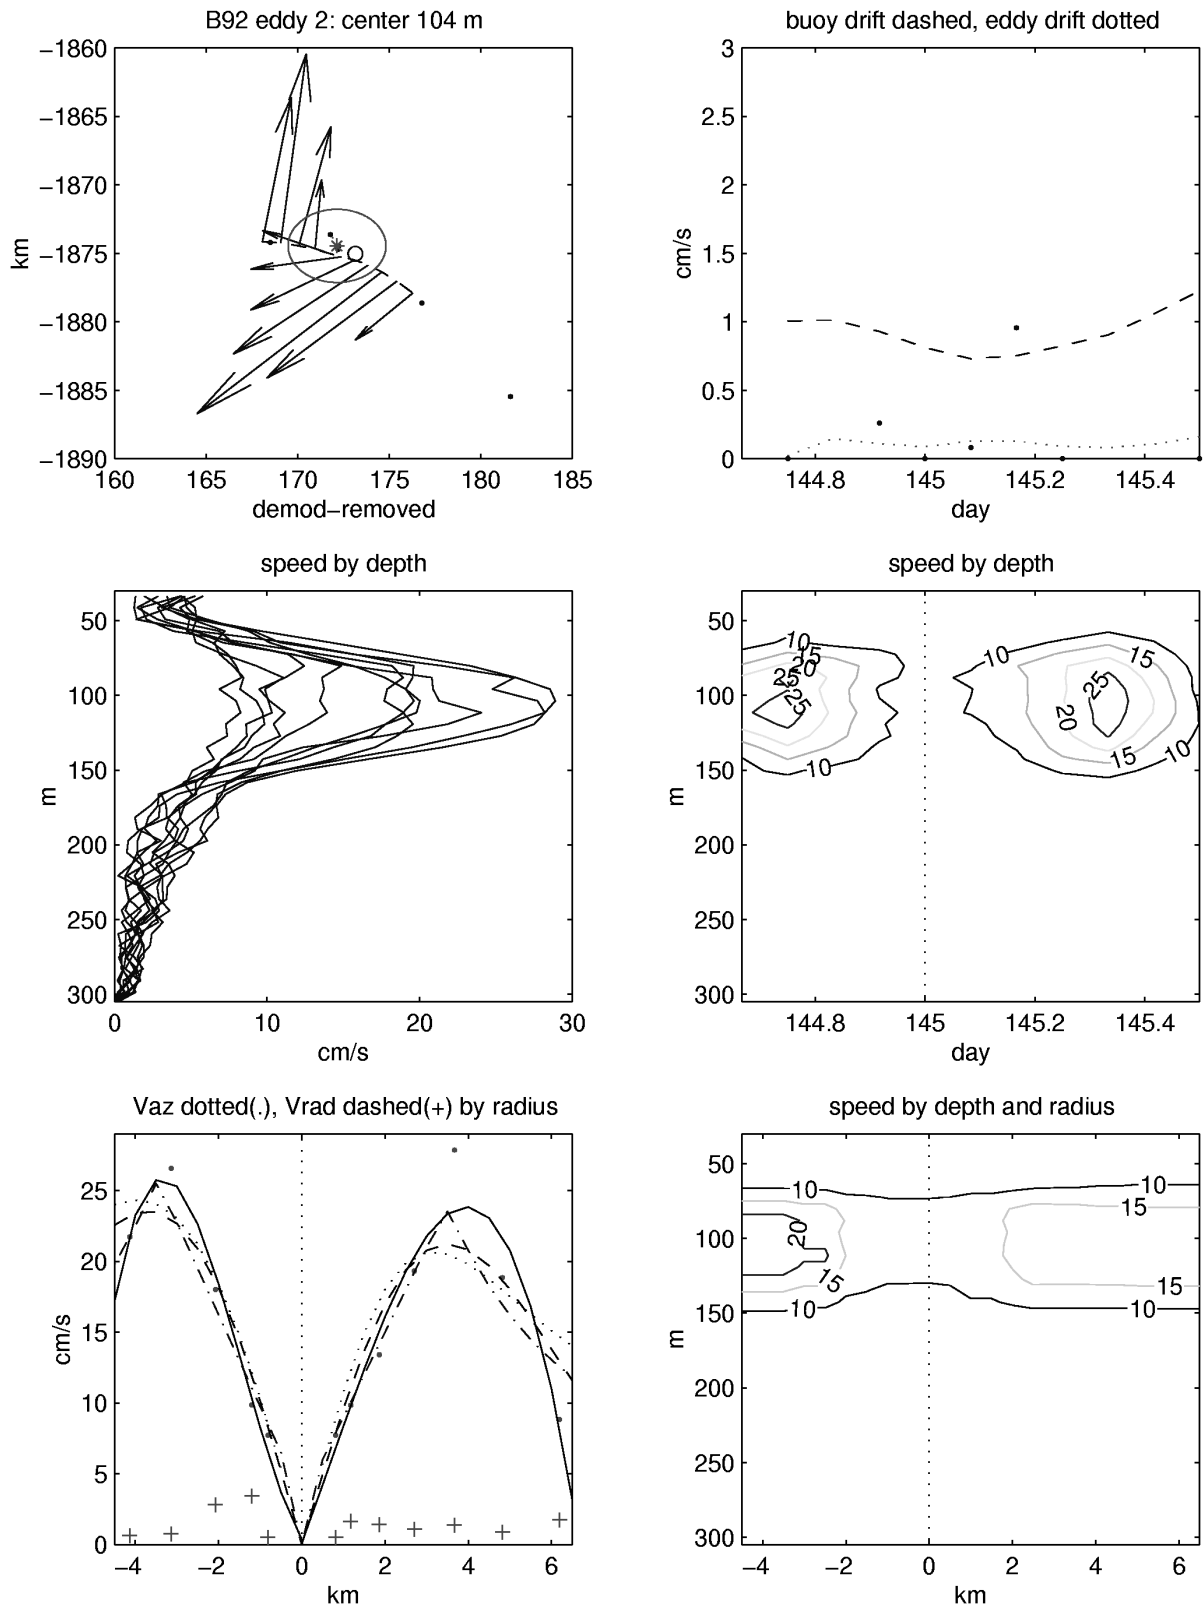 B92 eddy 2: center 104 m
−1860
−1865
−1870
−1875
−1880
−1885
−1890
km
160 165 170 175 180 185
demod−removed
buoy drift dashed, eddy drift dotted
3
2.5
2
1.5
1
0.5
0
cm/s
144.8 145 145.2 145.4
day
speed by depth
50
100
150
200
250
300
m
0 10 20 30
cm/s
speed by depth
50
100
150
200
250
300
m
10
15
20
25
25
10
10
15
25
20
15
10
144.8 145 145.2 145.4
day
Vaz dotted(.), Vrad dashed(+) by radius
25
20
15
10
5
0
cm/s
−4 −2 0 2 4 6
km
speed by depth and radius
50
100
150
200
250
300
m
10
10
15
20
15
15
10
10
−4 −2 0 2 4 6
km